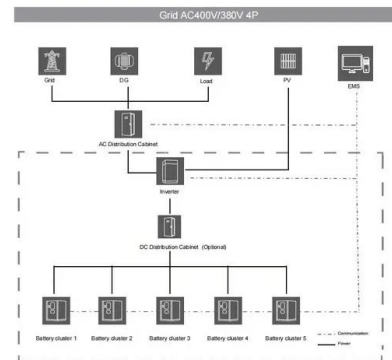 Grid AC400V/380V 4P
Grid
DG
Load
PV
EMS
AC Distribution Cabinet
Inverter
DC Distribution Cabinet (Optional)
Battery cluster 1
Battery cluster 2
Battery cluster 3
Battery cluster 4
Battery cluster 5
Communication
Power